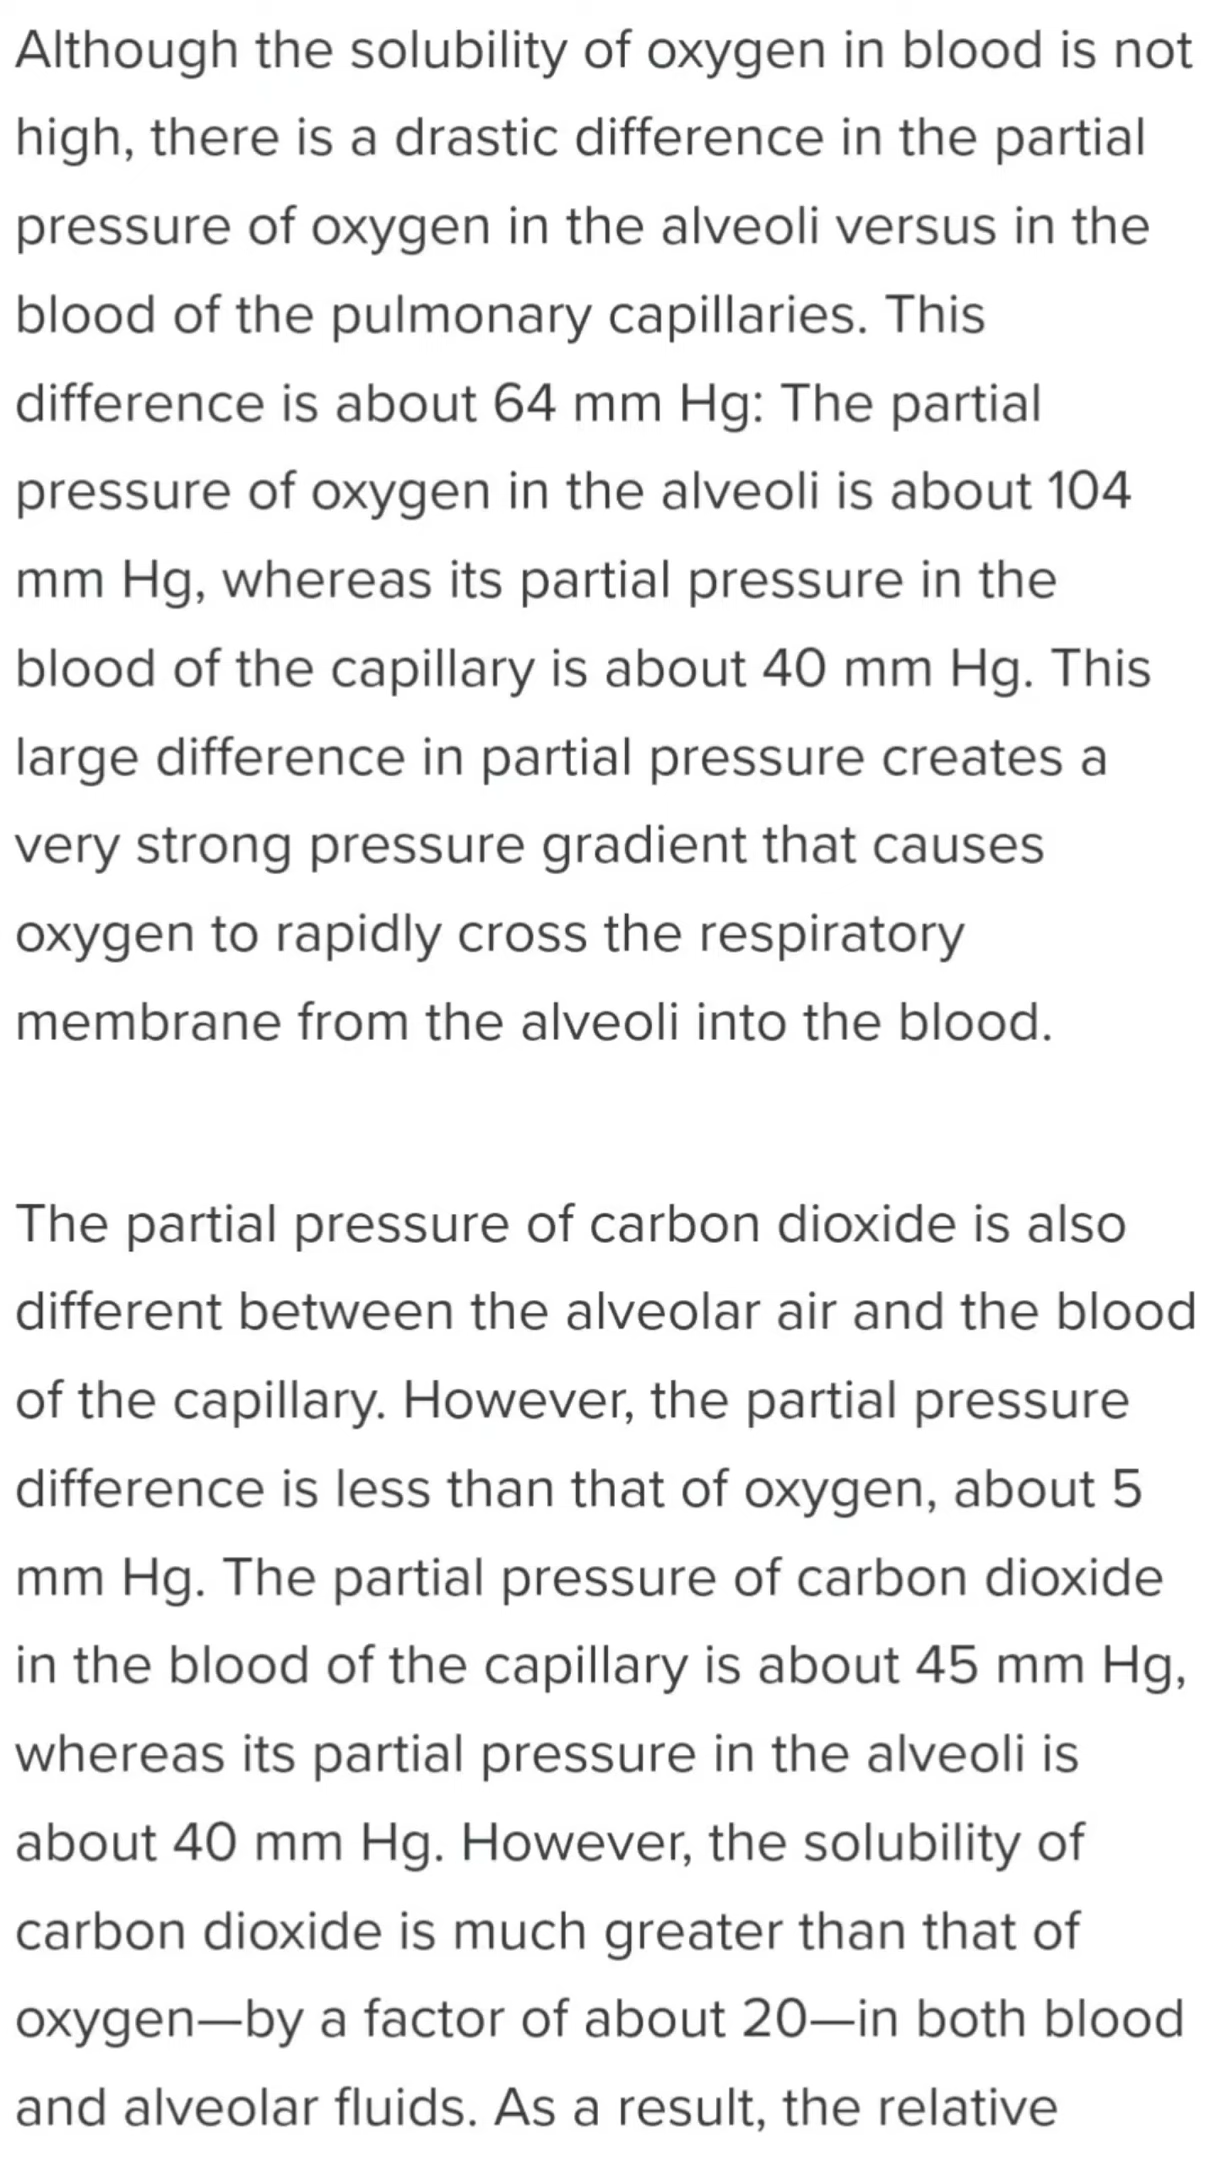 Although the solubility of oxygen in blood is not
high, there is a drastic difference in the partial
pressure of oxygen in the alveoli versus in the
blood of the pulmonary capillaries. This
difference is about 64 mm Hg: The partial
pressure of oxygen in the alveoli is about 104
mm Hg, whereas its partial pressure in the
blood of the capillary is about 40 mm Hg. This
large difference in partial pressure creates a
very strong pressure gradient that causes
oxygen to rapidly cross the respiratory
membrane from the alveoli into the blood.
The partial pressure of carbon dioxide is also
different between the alveolar air and the blood
of the capillary. However, the partial pressure
difference is less than that of oxygen, about 5
mm Hg. The partial pressure of carbon dioxide
in the blood of the capillary is about 45 mm Hg,
whereas its partial pressure in the alveoli is
about 40 mm Hg. However, the solubility of
carbon dioxide is much greater than that of
oxygen—by a factor of about 20—in both blood
and alveolar fluids. As a result, the relative